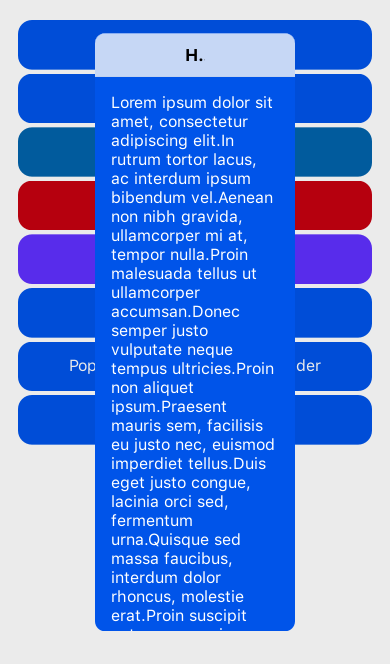 H.
Lorem ipsum dolor sit
amet, consectetur
adipiscing elit.In
rutrum tortor lacus,
ac interdum ipsum
bibendum vel.Aenean
non nibh gravida,
ullamcorper mi at,
tempor nulla.Proin
malesuada tellus ut
ullamcorper
accumsan.Donec
semper justo
vulputate neque
tempus ultricies.Proin
non aliquet
ipsum.Praesent
mauris sem, facilisis
eu justo nec, euismod
imperdiet tellus.Duis
eget justo congue,
lacinia orci sed,
fermentum
urna.Quisque sed
massa faucibus,
interdum dolor
rhoncus, molestie
erat.Proin suscipit
Pop
der